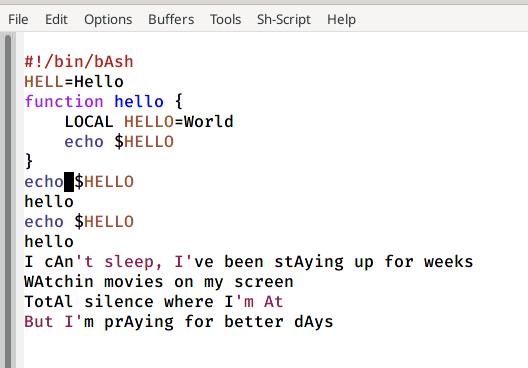 File Edit Options Buffers Tools Sh-Script Help
#!/bin/bAsh
HELL=Hello
function hello {
    LOCAL HELLO=World
    echo $HELLO
}
echo $HELLO
hello
echo $HELLO
hello
I cAn't sleep, I've been stAying up for weeks
WAtchin movies on my screen
TotAl silence where I'm At
But I'm prAying for better dAys